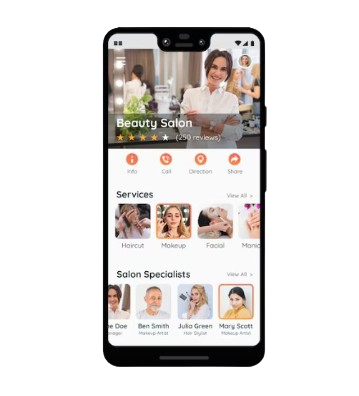 Beauty Salon
(250 reviews)
Info Call Direction Share
Services View All >
Haircut Makeup Facial Manic
Salon Specialists View All >
e Doe Ben Smith Julia Green Mary Scott
nager Makeup Artist Hair Stylist Makeup Artist